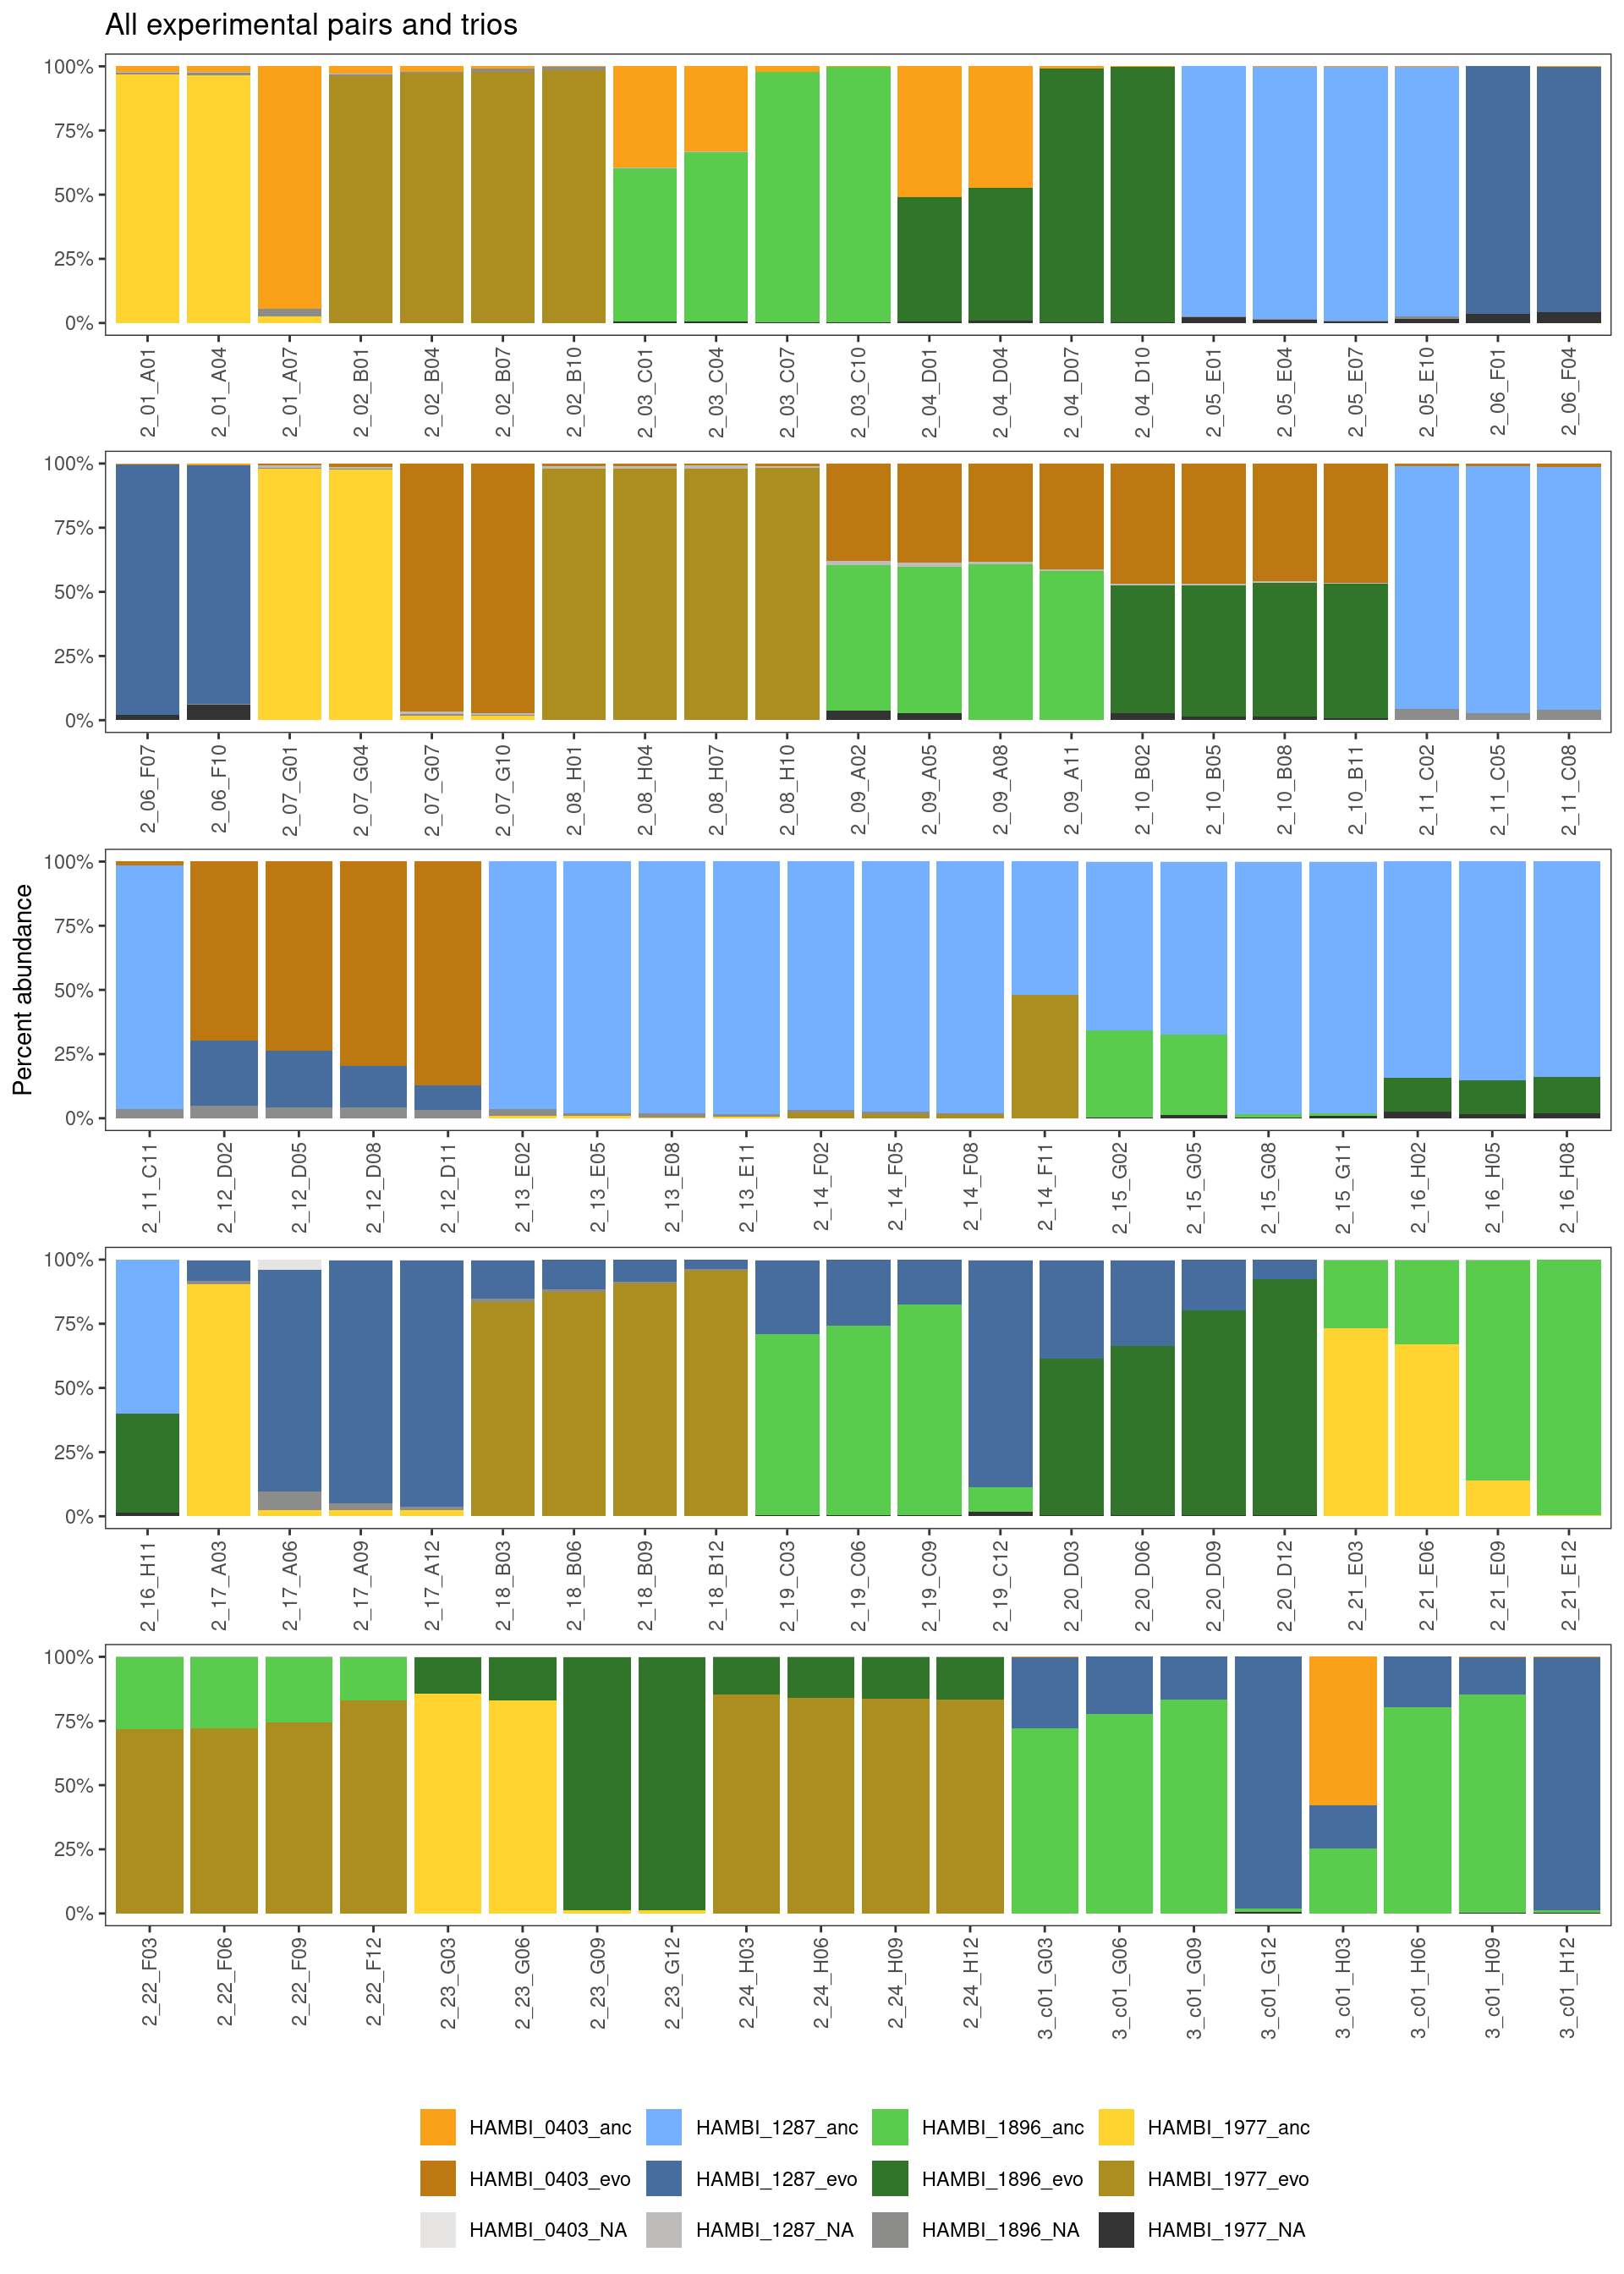 All experimental pairs and trios
Percent abundance
100%
75%
50%
25%
0%
2_01_A01 2_01_A04 2_01_A07 2_02_B01 2_02_B04 2_02_B07 2_02_B10 2_03_C01 2_03_C04 2_03_C07 2_03_C10 2_04_D01 2_04_D04 2_04_D07 2_04_D10 2_05_E01 2_05_E04 2_05_E07 2_05_E10 2_06_F01 2_06_F04
100%
75%
50%
25%
0%
2_06_F07 2_06_F10 2_07_G01 2_07_G04 2_07_G07 2_07_G10 2_08_H01 2_08_H04 2_08_H07 2_08_H10 2_09_A02 2_09_A05 2_09_A08 2_09_A11 2_10_B02 2_10_B05 2_10_B08 2_10_B11 2_11_C02 2_11_C05 2_11_C08
100%
75%
50%
25%
0%
2_11_C11 2_12_D02 2_12_D05 2_12_D08 2_12_D11 2_13_E02 2_13_E05 2_13_E08 2_13_E11 2_14_F02 2_14_F05 2_14_F08 2_14_F11 2_15_G02 2_15_G05 2_15_G08 2_15_G11 2_16_H02 2_16_H05 2_16_H08
100%
75%
50%
25%
0%
2_16_H11 2_17_A03 2_17_A06 2_17_A09 2_17_A12 2_18_B03 2_18_B06 2_18_B09 2_18_B12 2_19_C03 2_19_C06 2_19_C09 2_19_C12 2_20_D03 2_20_D06 2_20_D09 2_20_D12 2_21_E03 2_21_E06 2_21_E09 2_21_E12
100%
75%
50%
25%
0%
2_22_F03 2_22_F06 2_22_F09 2_22_F12 2_23_G03 2_23_G06 2_23_G09 2_23_G12 2_24_H03 2_24_H06 2_24_H09 2_24_H12 3_c01_G03 3_c01_G06 3_c01_G09 3_c01_G12 3_c01_H03 3_c01_H06 3_c01_H09 3_c01_H12
HAMBI_0403_anc HAMBI_1287_anc HAMBI_1896_anc HAMBI_1977_anc
HAMBI_0403_evo HAMBI_1287_evo HAMBI_1896_evo HAMBI_1977_evo
HAMBI_0403_NA HAMBI_1287_NA HAMBI_1896_NA HAMBI_1977_NA